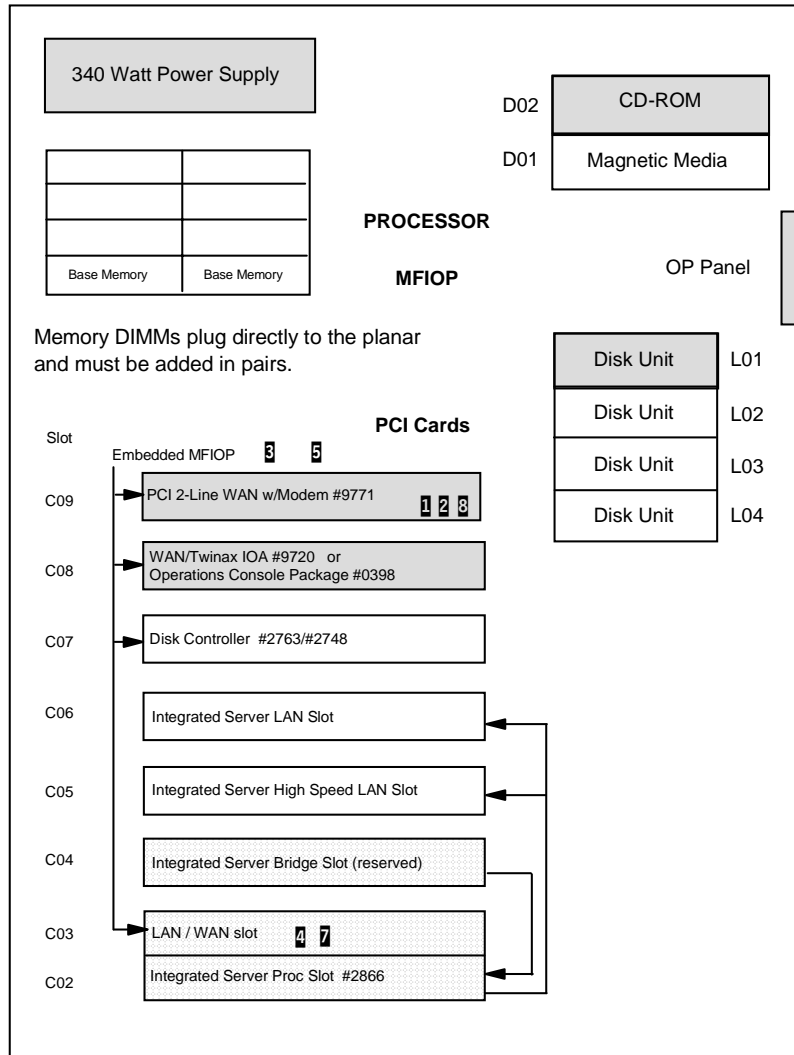 340 Watt Power Supply
D02 CD-ROM
D01 Magnetic Media
PROCESSOR
Base Memory Base Memory
MFIOP
OP Panel
Memory DIMMs plug directly to the planar
and must be added in pairs.
Disk Unit L01
Disk Unit L02
Disk Unit L03
Disk Unit L04
PCI Cards
Slot
Embedded MFIOP 3 5
C09 PCI 2-Line WAN w/Modem #9771 1 2 8
C08 WAN/Twinax IOA #9720 or
Operations Console Package #0398
C07 Disk Controller #2763/#2748
C06 Integrated Server LAN Slot
C05 Integrated Server High Speed LAN Slot
C04 Integrated Server Bridge Slot (reserved)
C03 LAN / WAN slot 4 7
C02 Integrated Server Proc Slot #2866